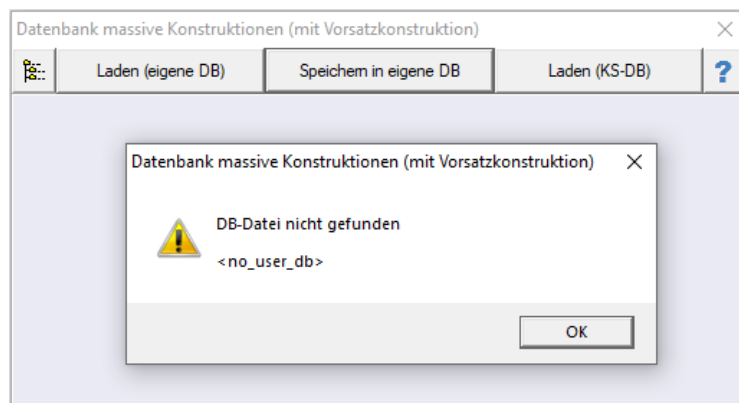 Datenbank massive Konstruktionen (mit Vorsatzkonstruktion)
Laden (eigene DB) Speichern in eigene DB Laden (KS-DB) ?
Datenbank massive Konstruktionen (mit Vorsatzkonstruktion)
DB-Datei nicht gefunden
<no_user_db>
OK